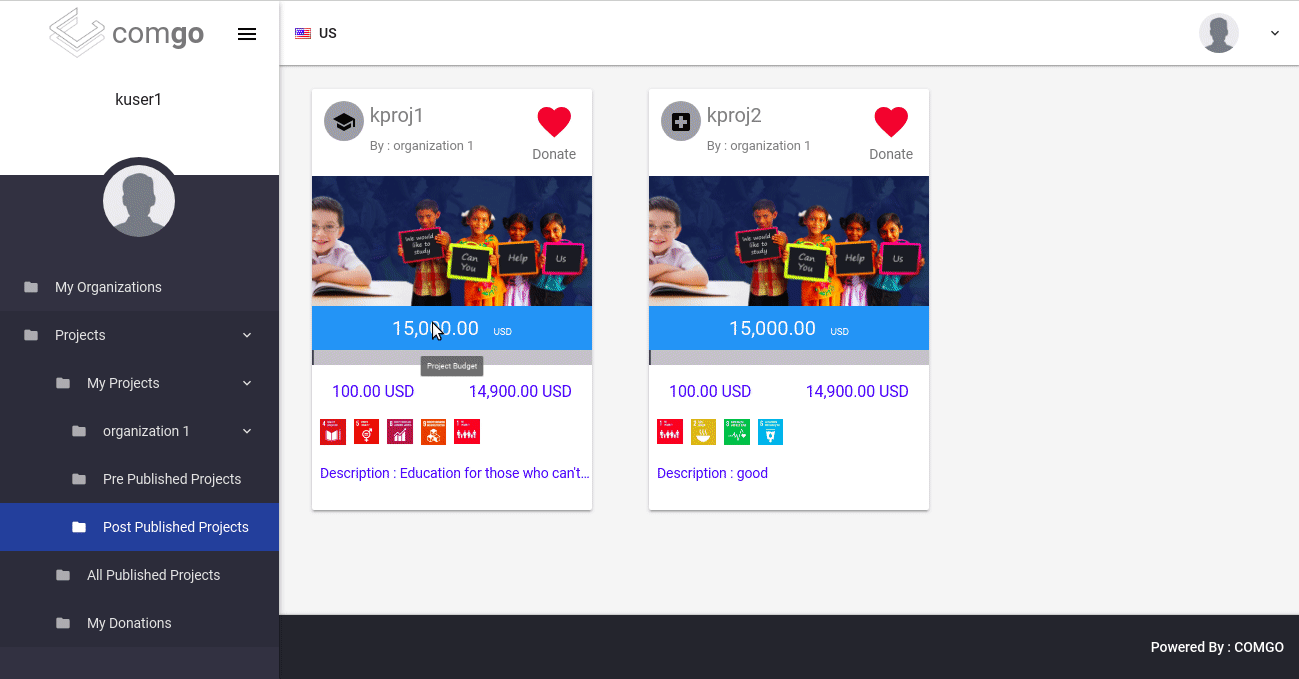 comgo
US
kuser1
My Organizations
Projects
My Projects
organization 1
Pre Published Projects
Post Published Projects
All Published Projects
My Donations
kproj1
By : organization 1
Donate
We would
like to
study
Can
You
Help
Us
15,000.00 USD
Project Budget
100.00 USD 14,900.00 USD
Description : Education for those who can't...
kproj2
By : organization 1
Donate
We would
like to
study
Can
You
Help
Us
15,000.00 USD
100.00 USD 14,900.00 USD
Description : good
Powered By : COMGO